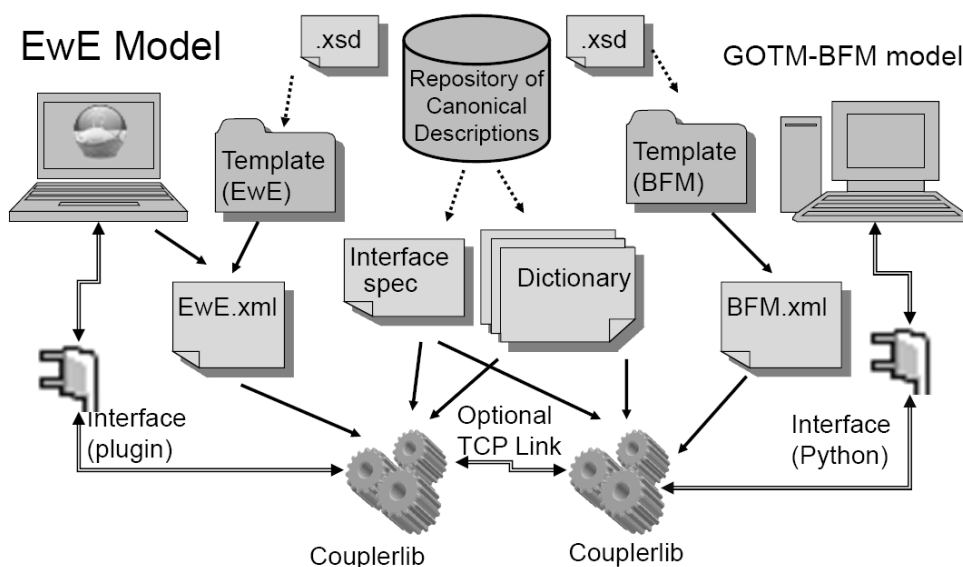 EwE Model
.xsd
.xsd
GOTM-BFM model
Repository of
Canonical
Descriptions
Template
(EwE)
Template
(BFM)
Interface
spec
Dictionary
EwE.xml
BFM.xml
Interface
(plugin)
Optional
TCP Link
Interface
(Python)
Couplerlib
Couplerlib